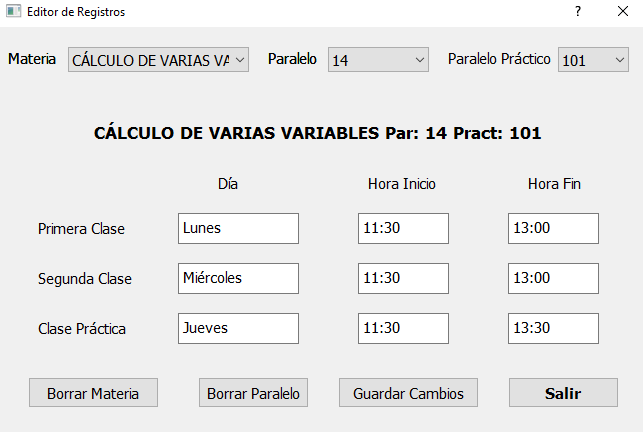 Editor de Registros ?
Materia CÁLCULO DE VARIAS VA Paralelo 14 Paralelo Práctico 101
CÁLCULO DE VARIAS VARIABLES Par: 14 Pract: 101
Día Hora Inicio Hora Fin
Primera Clase Lunes 11:30 13:00
Segunda Clase Miércoles 11:30 13:00
Clase Práctica Jueves 11:30 13:30
Borrar Materia Borrar Paralelo Guardar Cambios Salir